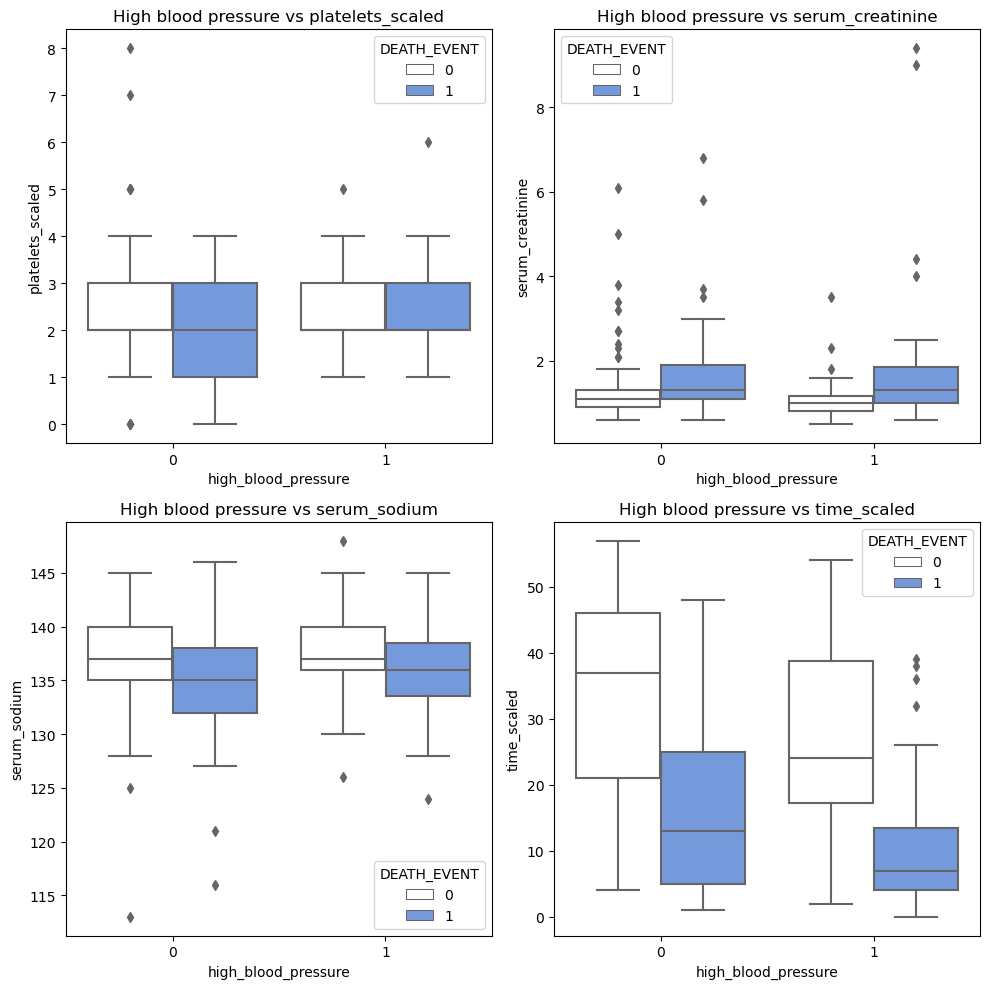 High blood pressure vs platelets_scaled
DEATH_EVENT
0
1
platelets_scaled
8
7
6
5
4
3
2
1
0
0 1
high_blood_pressure
High blood pressure vs serum_creatinine
DEATH_EVENT
0
1
serum_creatinine
8
6
4
2
0 1
high_blood_pressure
High blood pressure vs serum_sodium
serum_sodium
145
140
135
130
125
120
115
DEATH_EVENT
0
1
0 1
high_blood_pressure
High blood pressure vs time_scaled
DEATH_EVENT
0
1
time_scaled
50
40
30
20
10
0
0 1
high_blood_pressure